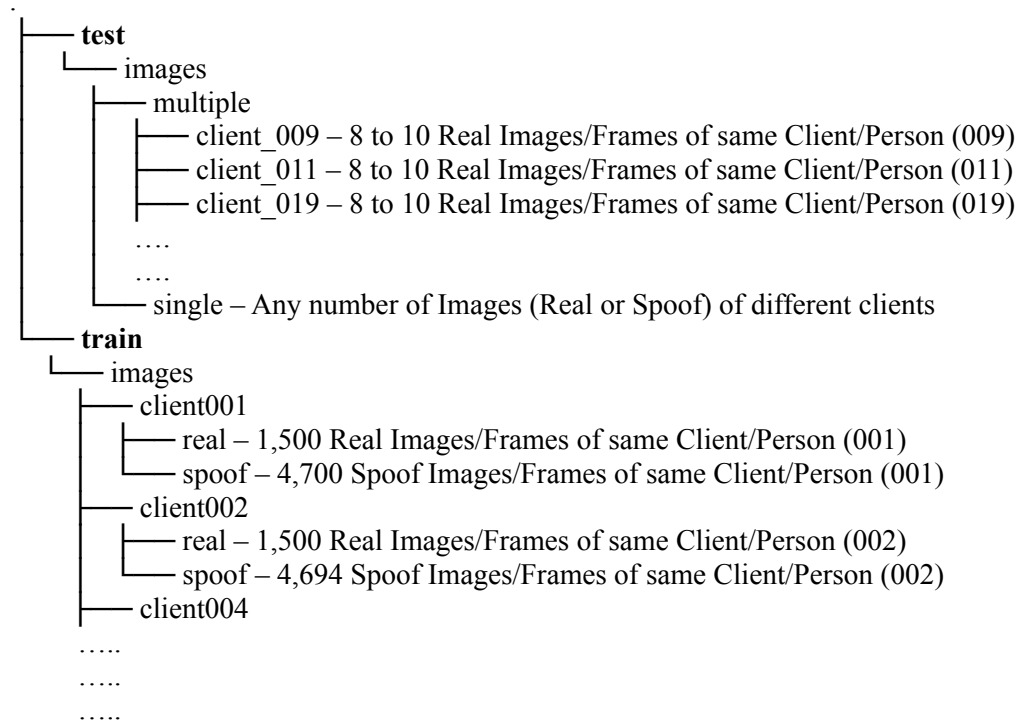 .
test
images
multiple
client_009 – 8 to 10 Real Images/Frames of same Client/Person (009)
client_011 – 8 to 10 Real Images/Frames of same Client/Person (011)
client_019 – 8 to 10 Real Images/Frames of same Client/Person (019)
….
….
single – Any number of Images (Real or Spoof) of different clients
train
images
client001
real – 1,500 Real Images/Frames of same Client/Person (001)
spoof – 4,700 Spoof Images/Frames of same Client/Person (001)
client002
real – 1,500 Real Images/Frames of same Client/Person (002)
spoof – 4,694 Spoof Images/Frames of same Client/Person (002)
client004
…..
…..
…..